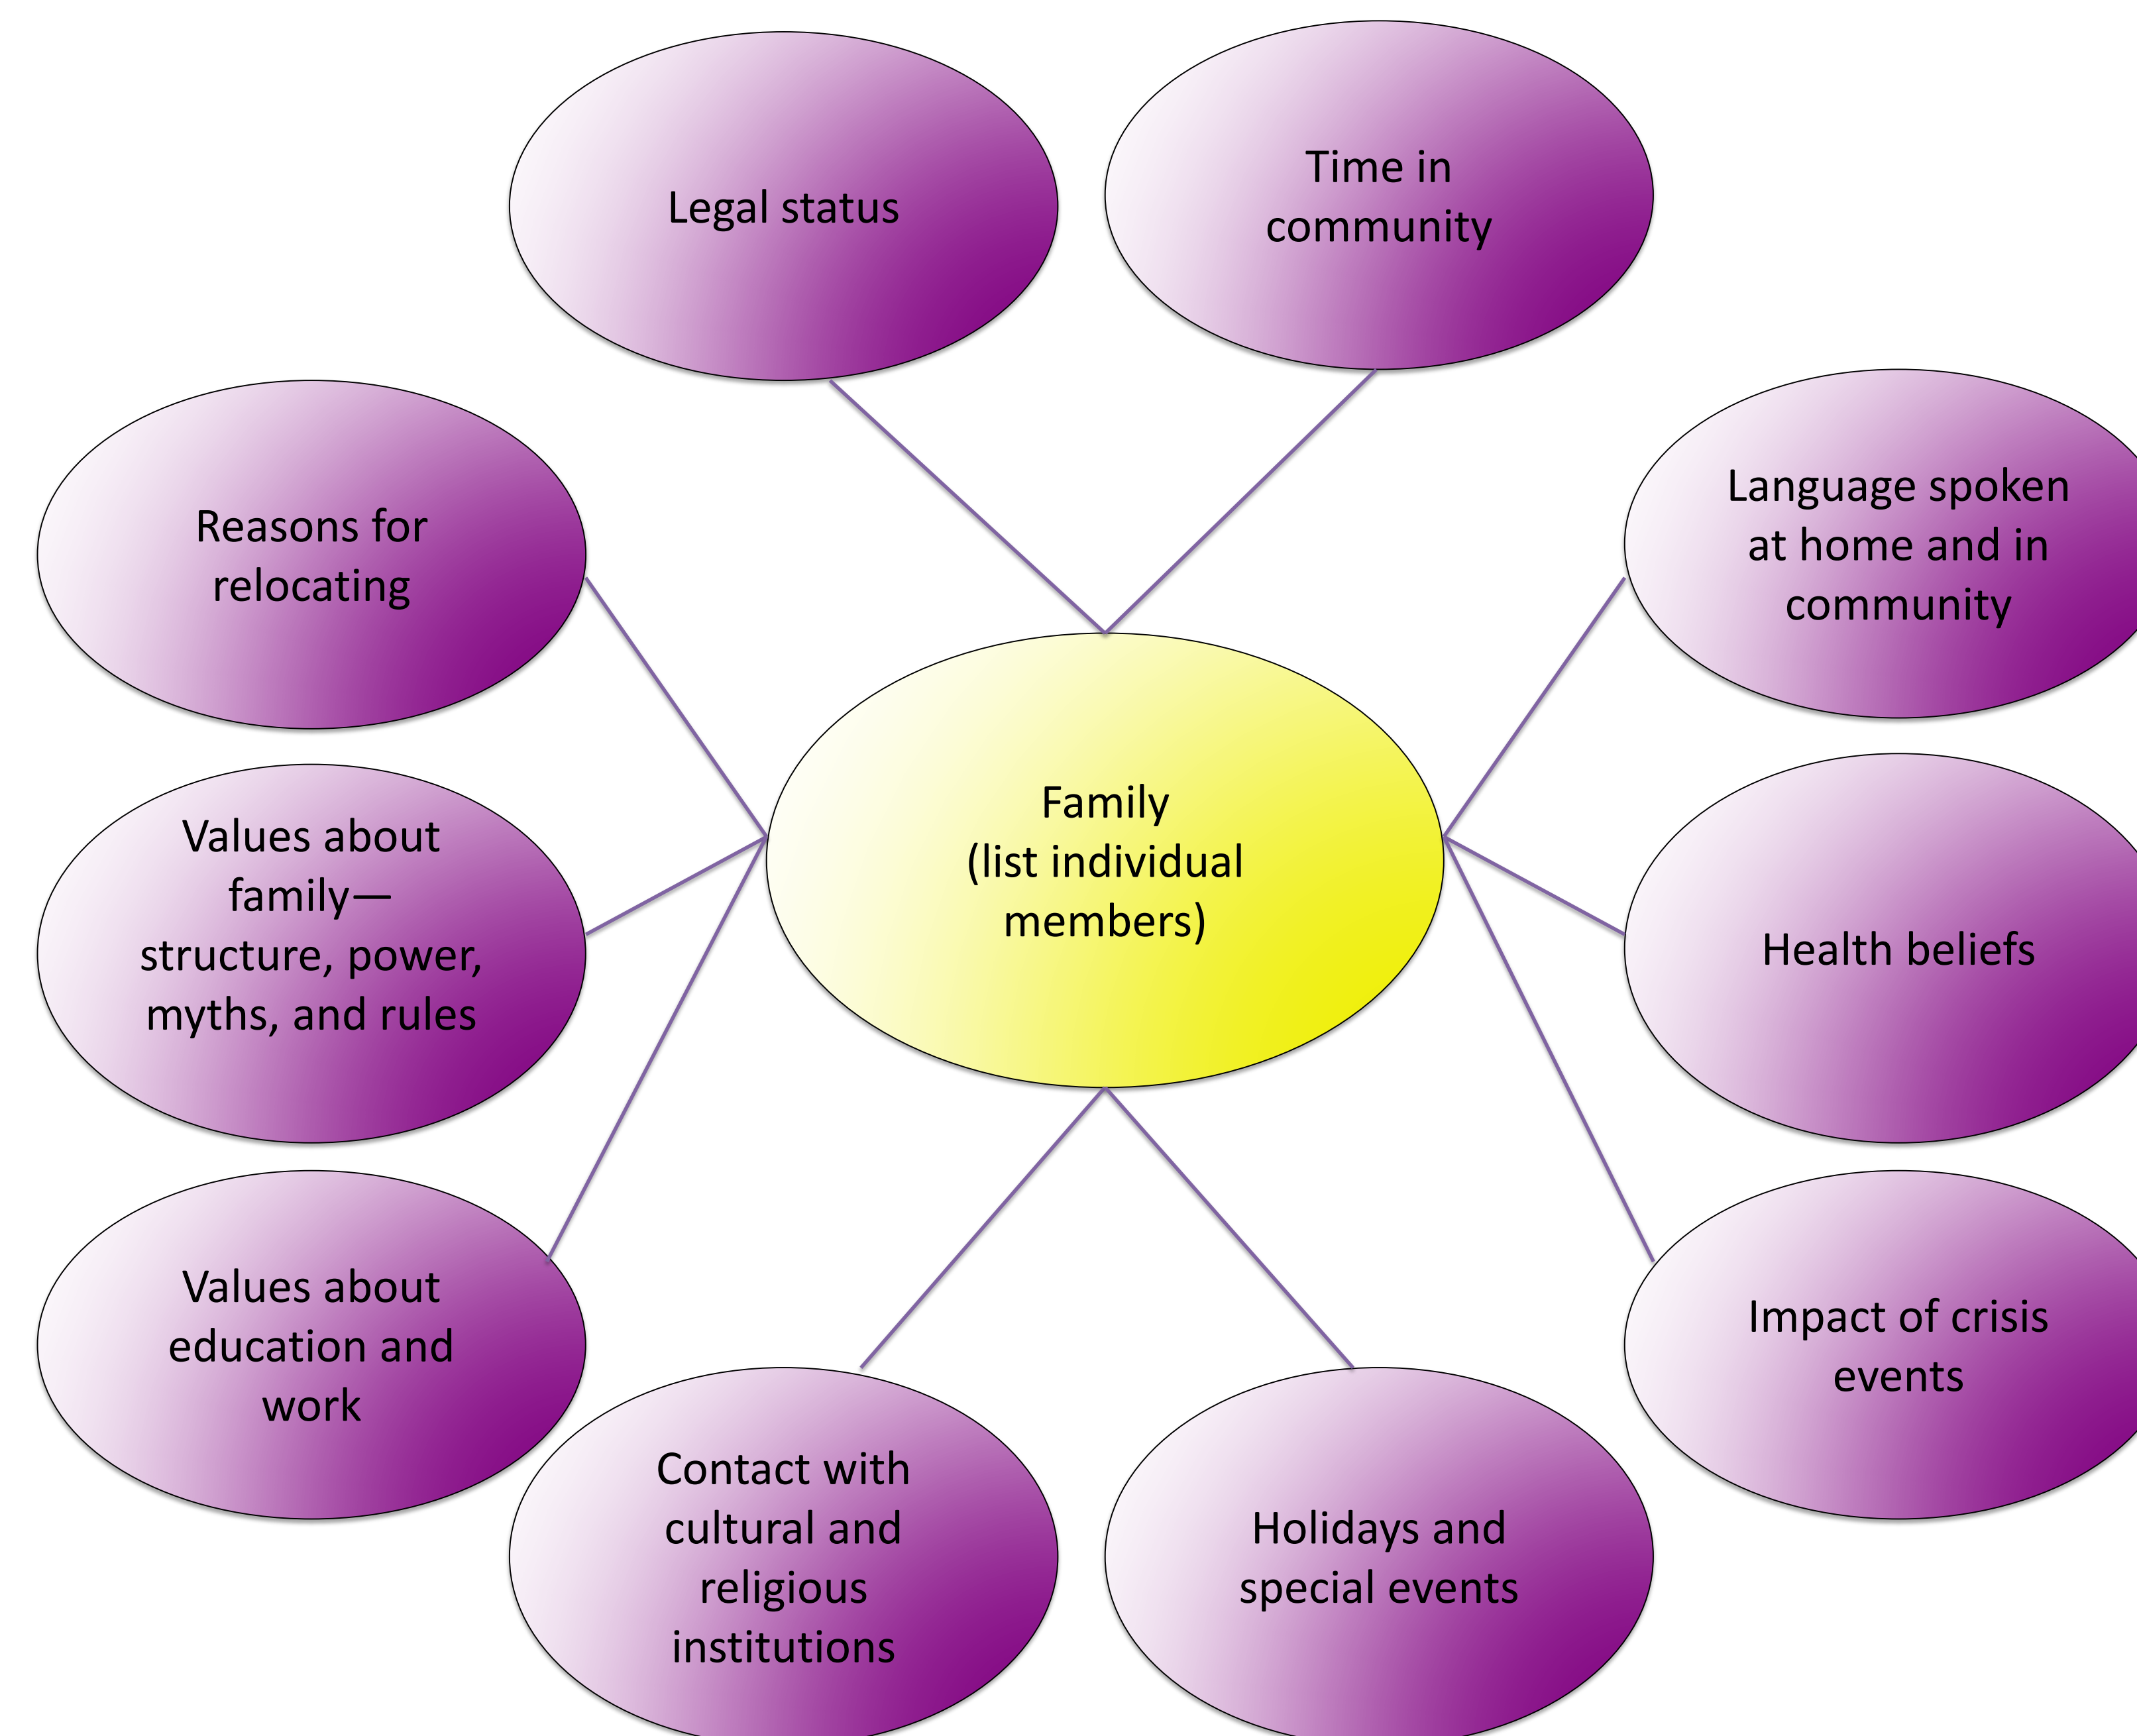 Legal status
Time in
community
Reasons for
relocating
Language spoken
at home and in
community
Values about
family—
structure, power,
myths, and rules
Family
(list individual
members)
Health beliefs
Values about
education and
work
Impact of crisis
events
Contact with
cultural and
religious
institutions
Holidays and
special events